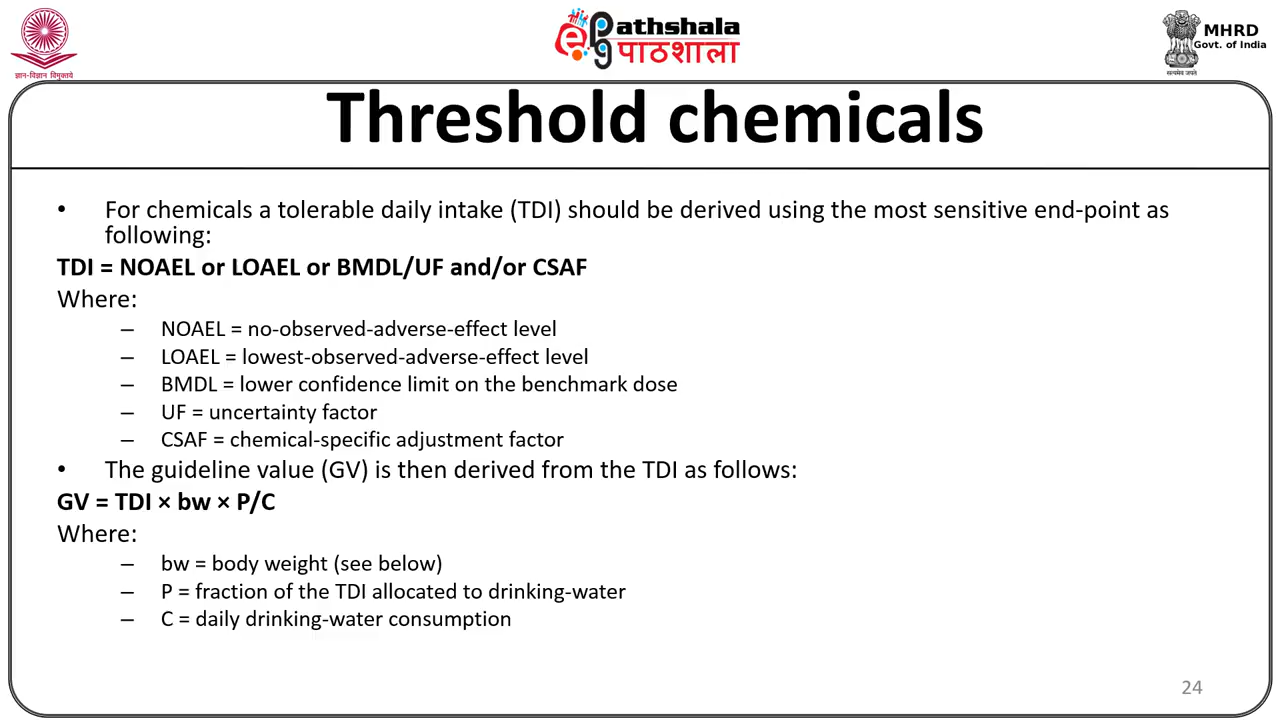 ज्ञान-विज्ञान विमुक्तये
ePathshala
पाठशाला
MHRD
Govt. of India
सत्यमेव जयते
Threshold chemicals
• For chemicals a tolerable daily intake (TDI) should be derived using the most sensitive end-point as
following:
TDI = NOAEL or LOAEL or BMDL/UF and/or CSAF
Where:
– NOAEL = no-observed-adverse-effect level
– LOAEL = lowest-observed-adverse-effect level
– BMDL = lower confidence limit on the benchmark dose
– UF = uncertainty factor
– CSAF = chemical-specific adjustment factor
• The guideline value (GV) is then derived from the TDI as follows:
GV = TDI × bw × P/C
Where:
– bw = body weight (see below)
– P = fraction of the TDI allocated to drinking-water
– C = daily drinking-water consumption
24